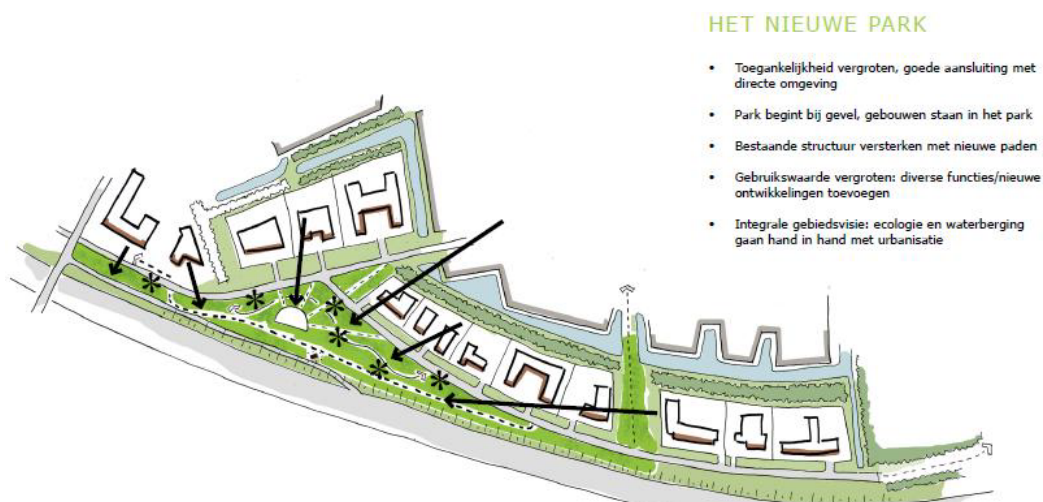 HET NIEUWE PARK
• Toegankelijkheid vergroten, goede aansluiting met
directe omgeving
• Park begint bij gevel, gebouwen staan in het park
• Bestaande structuur versterken met nieuwe paden
• Gebruikswaarde vergroten: diverse functies/nieuwe
ontwikkelingen toevoegen
• Integrale gebiedsvisie: ecologie en waterberging
gaan hand in hand met urbanisatie